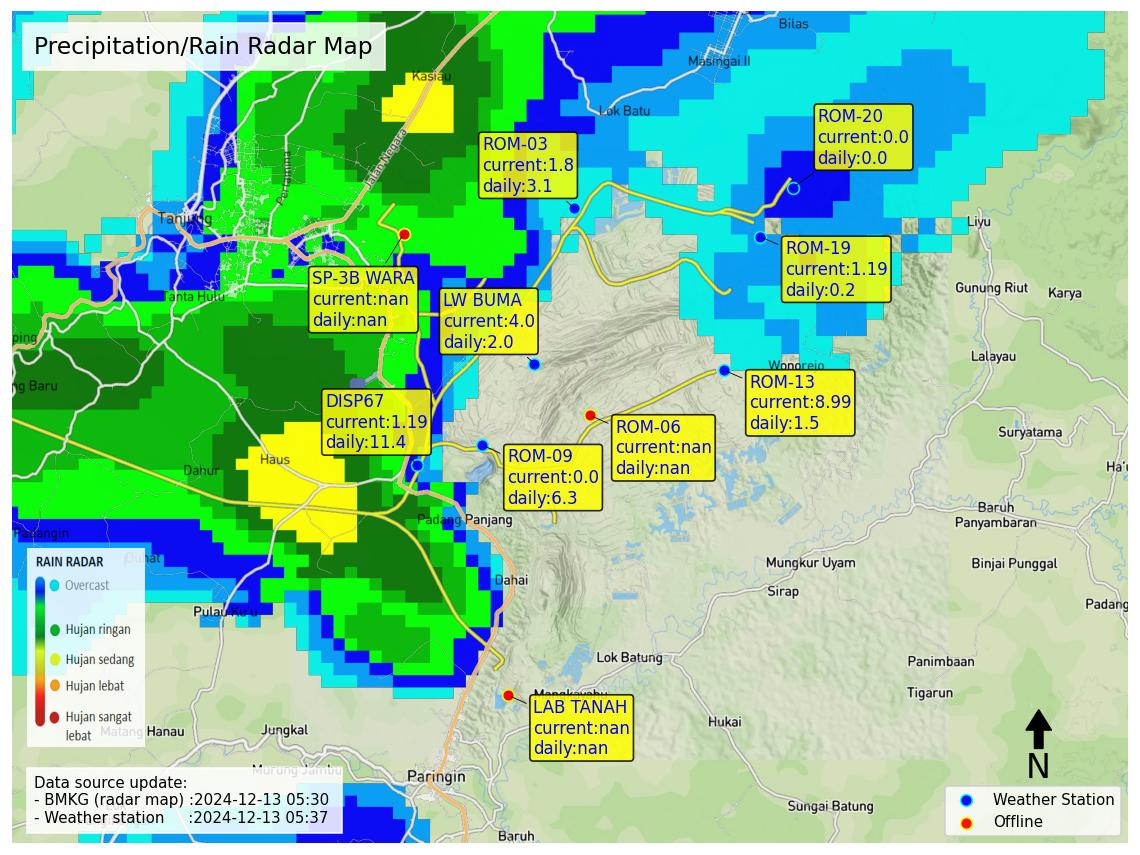 Precipitation/Rain Radar Map
Bilas
Masingai II
Kasiau
Lok Batu
Jalan Negara
Pertamina
Tanjung
Tanta Hulu
ping
ng Baru
Liyu
Gunung Riut
Karya
Lalayau
Wonorejo
Suryatama
Ha'u
Baruh
Panyambaran
Binjai Punggal
Padang
Mungkur Uyam
Sirap
Panimbaan
Tigarun
Lok Batung
Hukai
Sungai Batung
Mangkayahu
Dahai
Padang Panjang
Haus
Dahur
Padangin
Pulau Ku'u
Matang Hanau
Jungkal
Murung Jambu
Paringin
Baruh
ROM-20
current:0.0
daily:0.0
ROM-03
current:1.8
daily:3.1
ROM-19
current:1.19
daily:0.2
SP-3B WARA
current:nan
daily:nan
LW BUMA
current:4.0
daily:2.0
ROM-13
current:8.99
daily:1.5
DISP67
current:1.19
daily:11.4
ROM-06
current:nan
daily:nan
ROM-09
current:0.0
daily:6.3
LAB TANAH
current:nan
daily:nan
RAIN RADAR
Overcast
Hujan ringan
Hujan sedang
Hujan lebat
Hujan sangat
lebat
Data source update:
- BMKG (radar map) :2024-12-13 05:30
- Weather station :2024-12-13 05:37
N
Weather Station
Offline